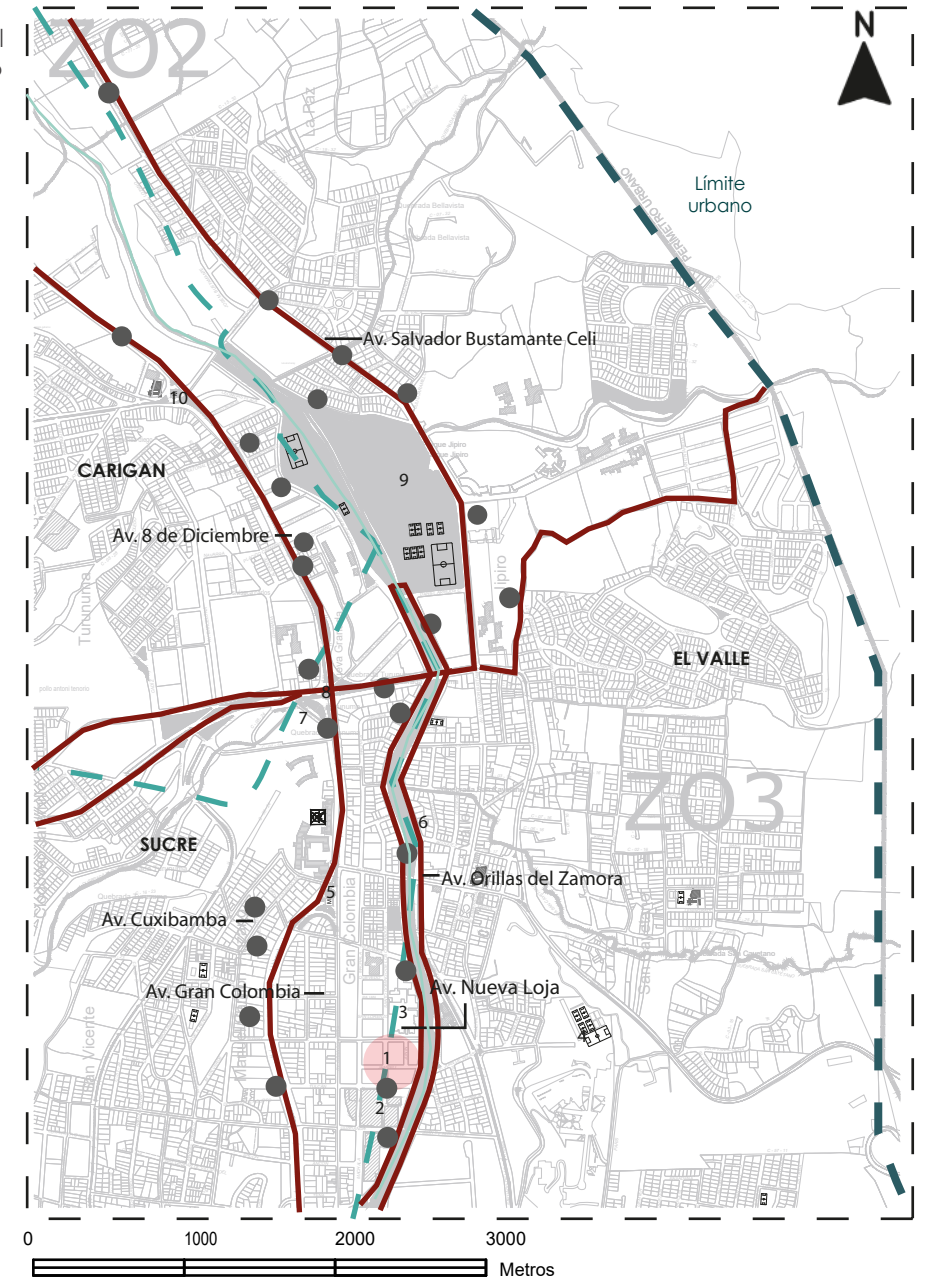 l
o
ZO2
N
La Paz
PERÍMETRO URBANO
Límite
urbano
Quebrada Bellavista
Quebrada Bellavista
Av. Salvador Bustamante Celi
10
CARIGAN
Parque Jipiro
Parque Jipiro
9
Av. 8 de Diciembre
Turunuma
Jipiro
EL VALLE
8
7
ZO3
6
SUCRE
Av. Orillas del Zamora
5
Av. Cuxibamba
Gran Colombia
Av. Gran Colombia
Av. Nueva Loja
3
4
San Vicente
1
2
0
1000
2000
3000
Metros